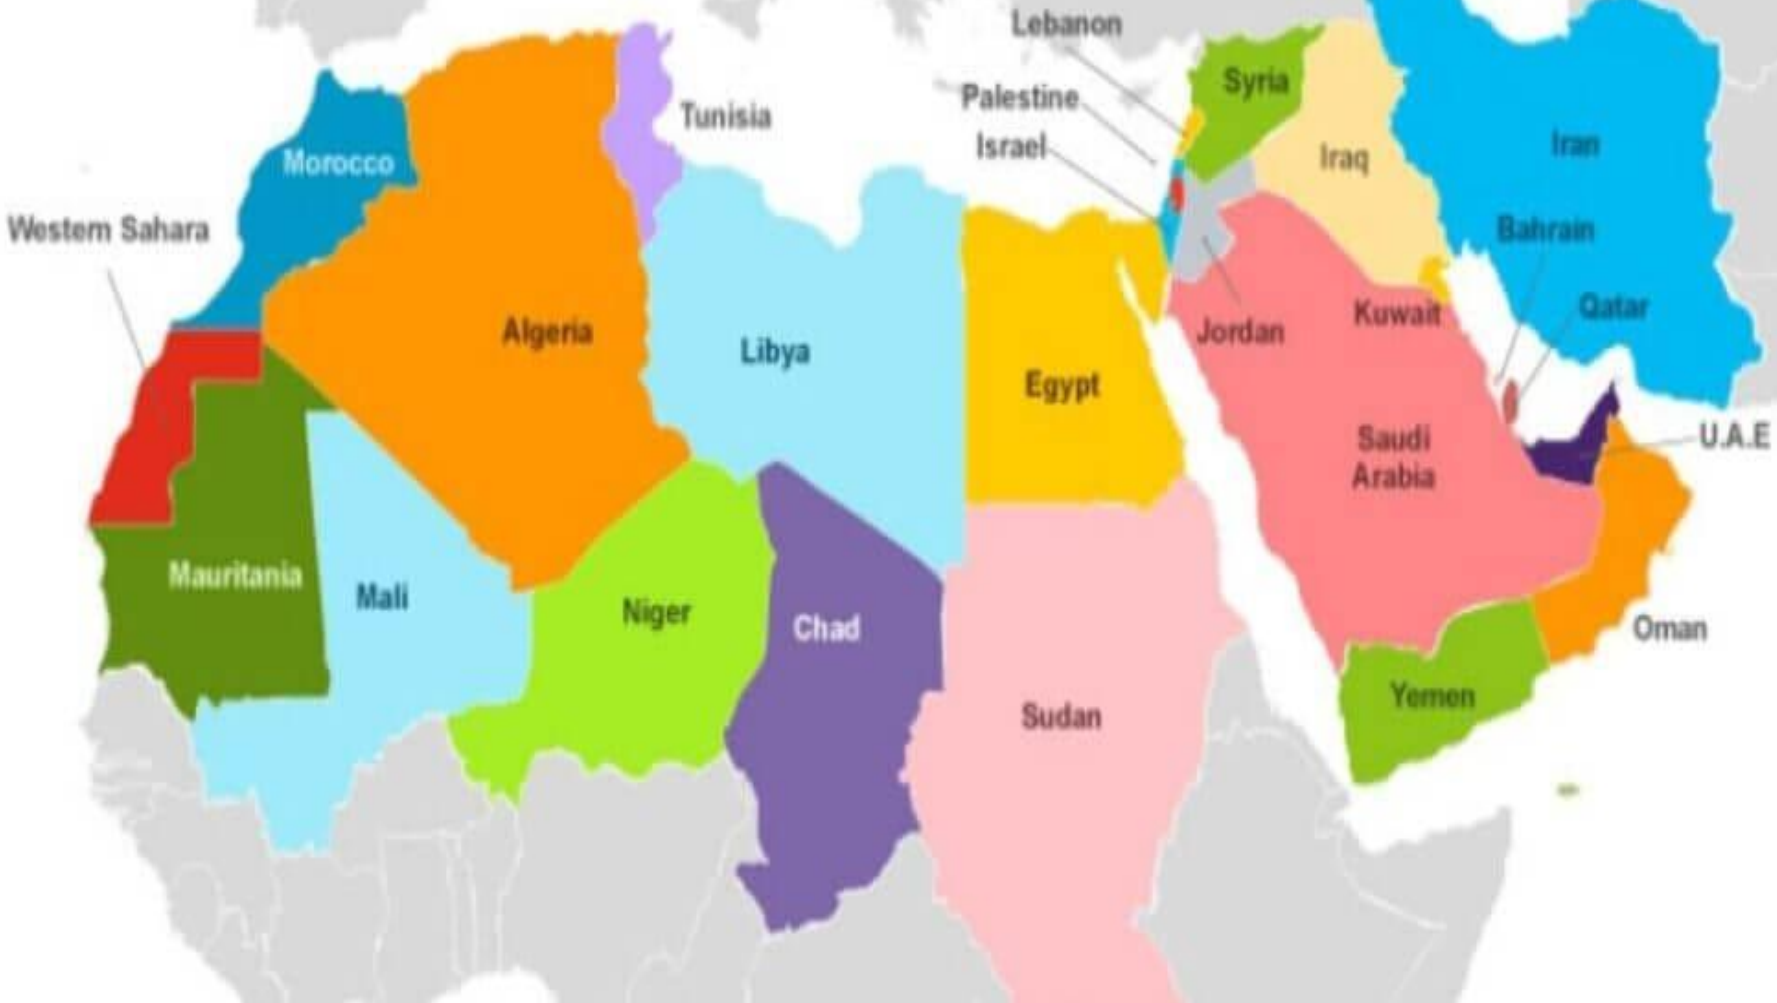 Lebanon
Syria
Palestine
Tunisia
Israel
Iran
Iraq
Morocco
Western Sahara
Bahrain
Qatar
Kuwait
Jordan
Algeria
Libya
Egypt
Saudi
Arabia
U.A.E
Mauritania
Mali
Niger
Chad
Oman
Yemen
Sudan